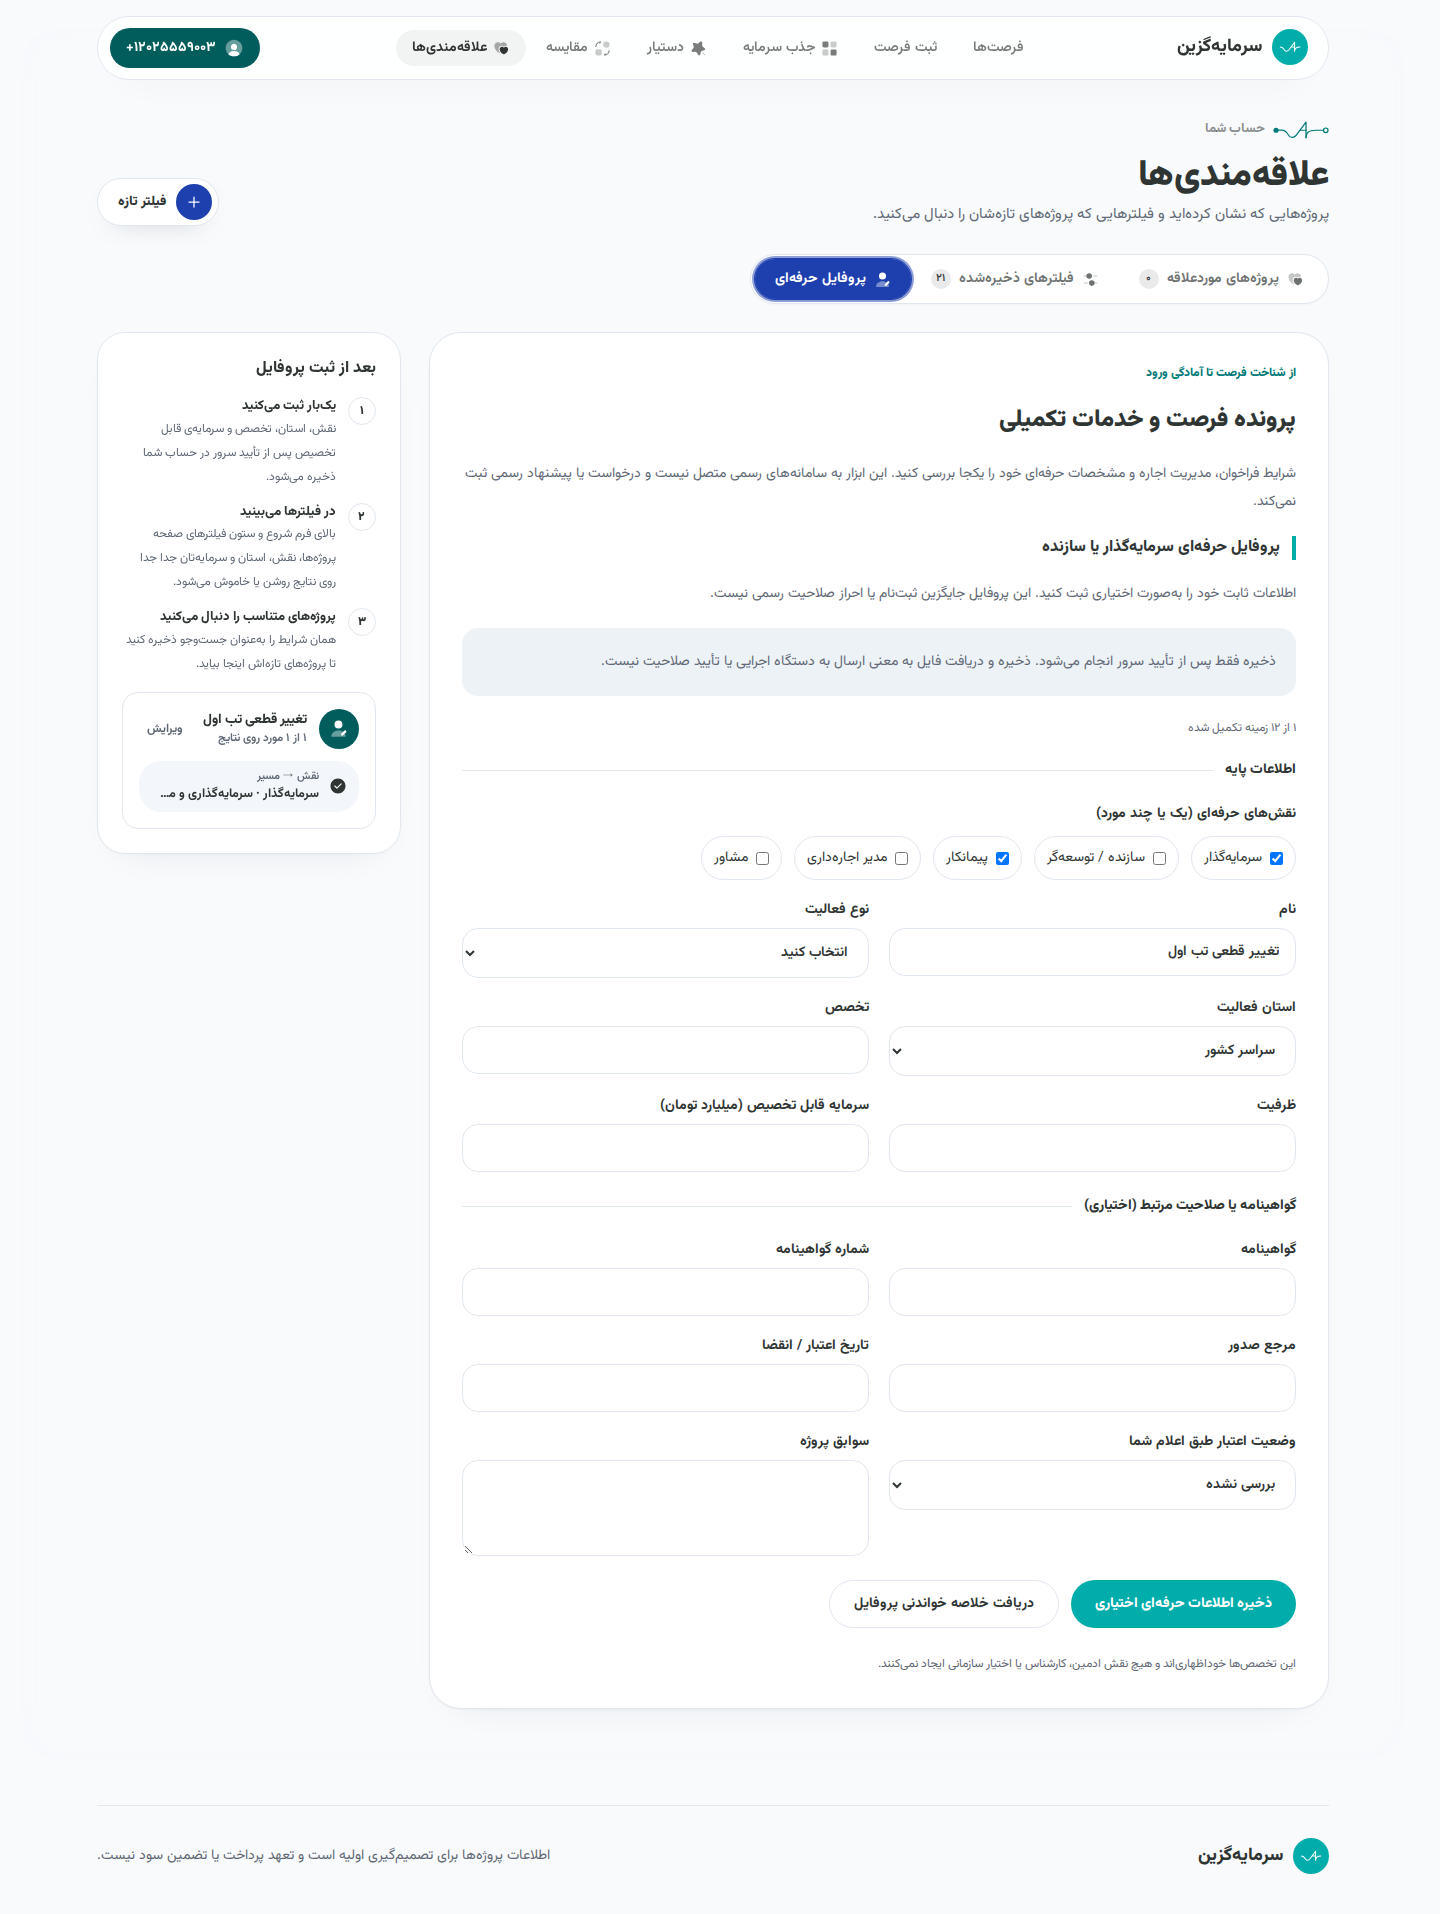 سرمایه‌گزین
فرصت‌ها
ثبت فرصت
جذب سرمایه
دستیار
مقایسه
علاقه‌مندی‌ها
+۱۲۰۲۵۵۵۹۰۰۳
حساب شما
علاقه‌مندی‌ها
پروژه‌هایی که نشان کرده‌اید و فیلترهایی که پروژه‌های تازه‌شان را دنبال می‌کنید.
فیلتر تازه
پروژه‌های موردعلاقه ۰
فیلترهای ذخیره‌شده ۲۱
پروفایل حرفه‌ای
از شناخت فرصت تا آمادگی ورود
پرونده فرصت و خدمات تکمیلی
شرایط فراخوان، مدیریت اجاره و مشخصات حرفه‌ای خود را یکجا بررسی کنید. این ابزار به سامانه‌های رسمی متصل نیست و درخواست یا پیشنهاد رسمی ثبت
نمی‌کند.
پروفایل حرفه‌ای سرمایه‌گذار یا سازنده
اطلاعات ثابت خود را به‌صورت اختیاری ثبت کنید. این پروفایل جایگزین ثبت‌نام یا احراز صلاحیت رسمی نیست.
ذخیره فقط پس از تأیید سرور انجام می‌شود. ذخیره و دریافت فایل به معنی ارسال به دستگاه اجرایی یا تأیید صلاحیت نیست.
۱ از ۱۲ زمینه تکمیل شده
اطلاعات پایه
نقش‌های حرفه‌ای (یک یا چند مورد)
سرمایه‌گذار
سازنده / توسعه‌گر
پیمانکار
مدیر اجاره‌داری
مشاور
نام
نوع فعالیت
تغییر قطعی تب اول
انتخاب کنید
استان فعالیت
تخصص
سراسر کشور
ظرفیت
سرمایه قابل تخصیص (میلیارد تومان)
گواهینامه یا صلاحیت مرتبط (اختیاری)
گواهینامه
شماره گواهینامه
مرجع صدور
تاریخ اعتبار / انقضا
وضعیت اعتبار طبق اعلام شما
سوابق پروژه
بررسی نشده
ذخیره اطلاعات حرفه‌ای اختیاری
دریافت خلاصه خواندنی پروفایل
این تخصص‌ها خوداظهاری‌اند و هیچ نقش ادمین، کارشناس یا اختیار سازمانی ایجاد نمی‌کنند.
بعد از ثبت پروفایل
۱
یک‌بار ثبت می‌کنید
نقش، استان، تخصص و سرمایه‌ی قابل
تخصیص پس از تأیید سرور در حساب شما
ذخیره می‌شود.
۲
در فیلترها می‌بینید
بالای فرم شروع و ستون فیلترهای صفحه
پروژه‌ها، نقش، استان و سرمایه‌تان جدا جدا
روی نتایج روشن یا خاموش می‌شود.
۳
پروژه‌های متناسب را دنبال می‌کنید
همان شرایط را به‌عنوان جست‌وجو ذخیره کنید
تا پروژه‌های تازه‌اش اینجا بیاید.
تغییر قطعی تب اول
۱ از ۱ مورد روی نتایج
ویرایش
نقش → مسیر
سرمایه‌گذار · سرمایه‌گذاری و م...
سرمایه‌گزین
اطلاعات پروژه‌ها برای تصمیم‌گیری اولیه است و تعهد پرداخت یا تضمین سود نیست.